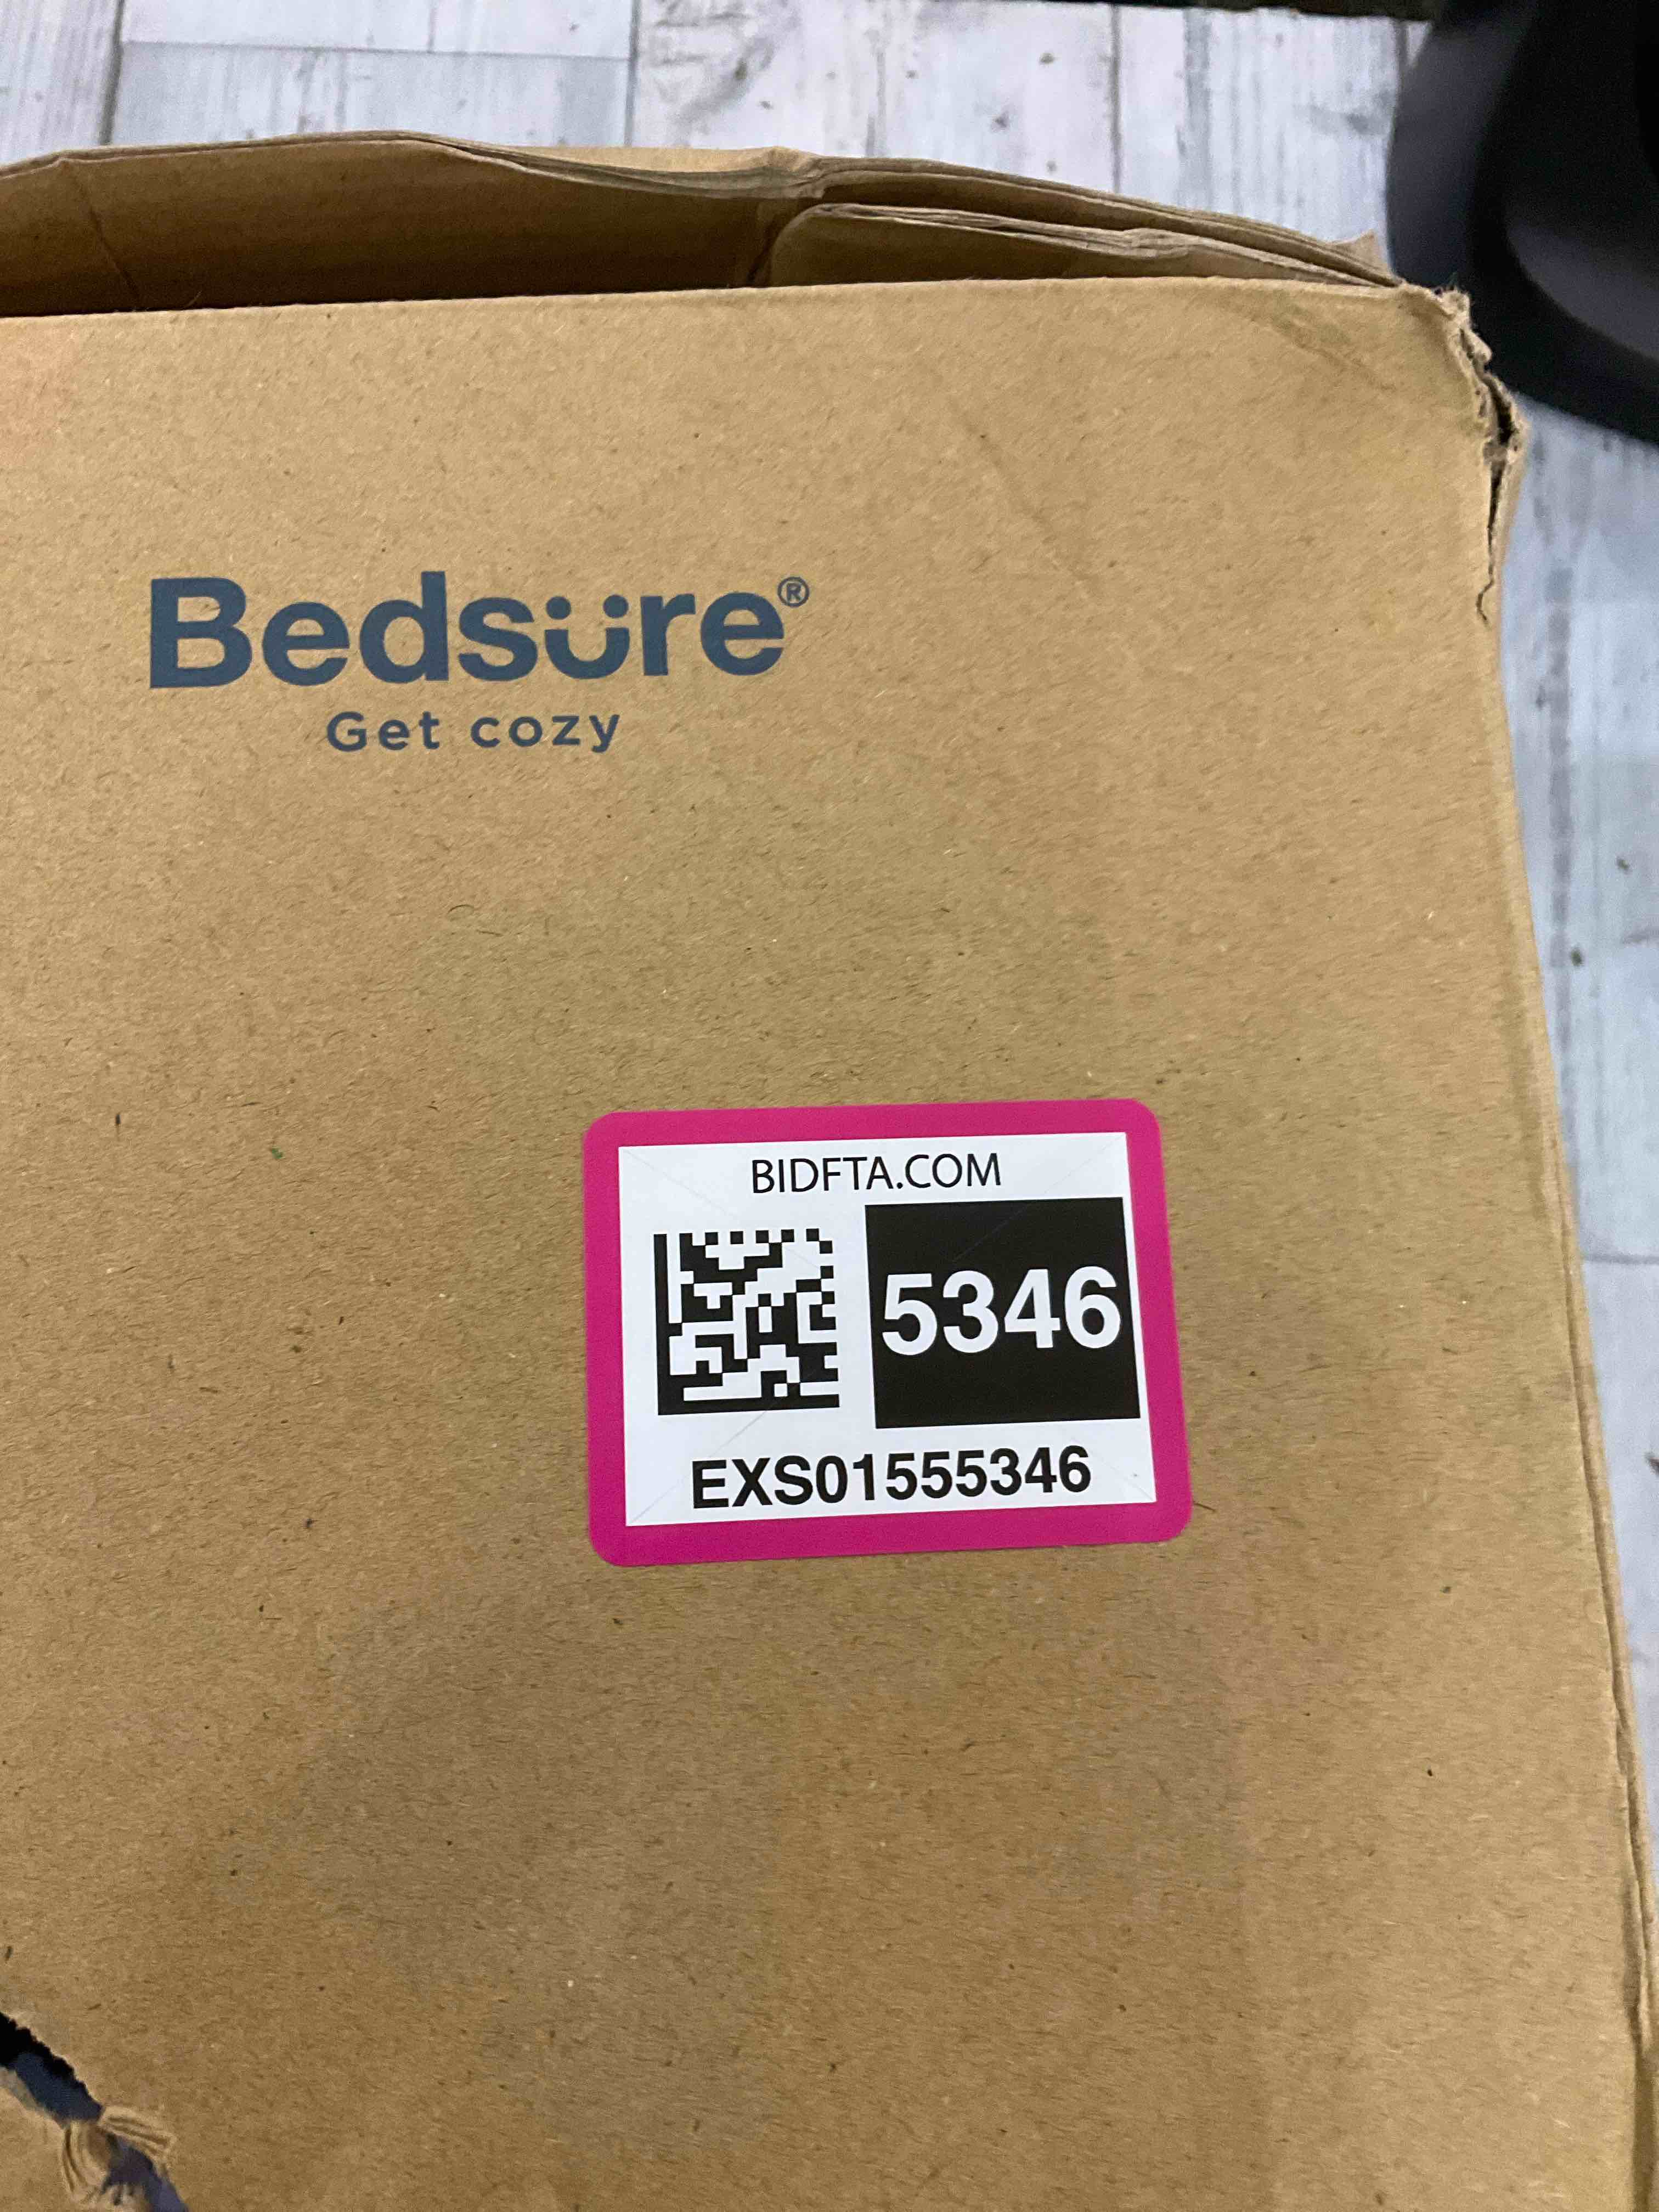 Bedsure®
Get cozy
BIDFTA.COM
5346
EXS01555346